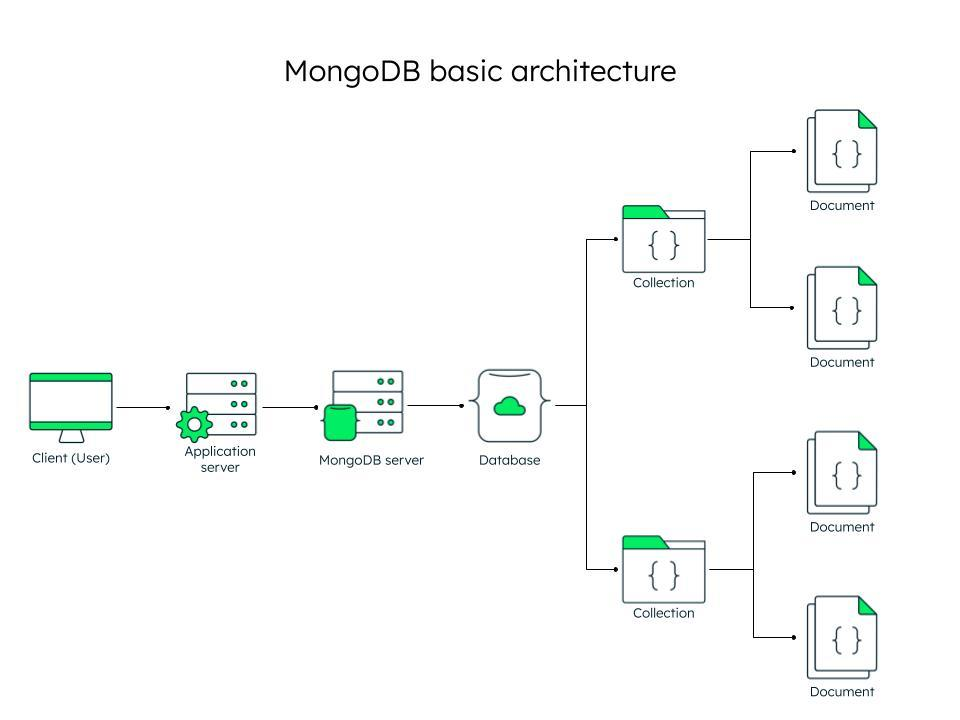 MongoDB basic architecture
{ }
Document
{ }
Collection
{ }
Document
Client (User)
Application
server
MongoDB server
Database
{ }
Document
{ }
Collection
{ }
Document